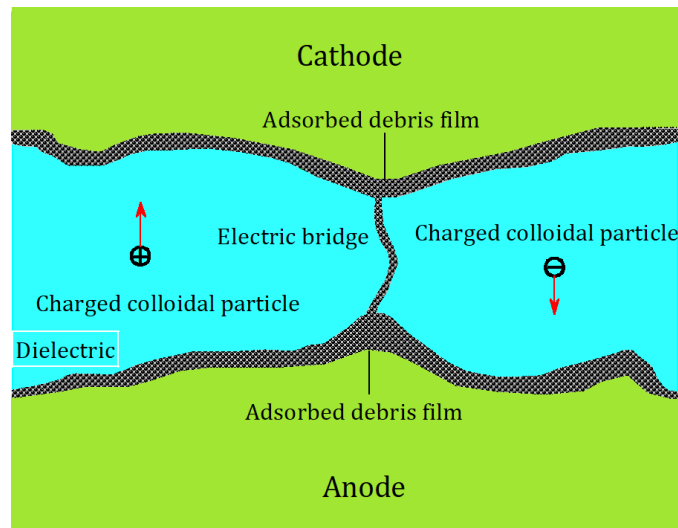 Cathode
Adsorbed debris film
Electric bridge
Charged colloidal particle
Charged colloidal particle
Dielectric
Adsorbed debris film
Anode